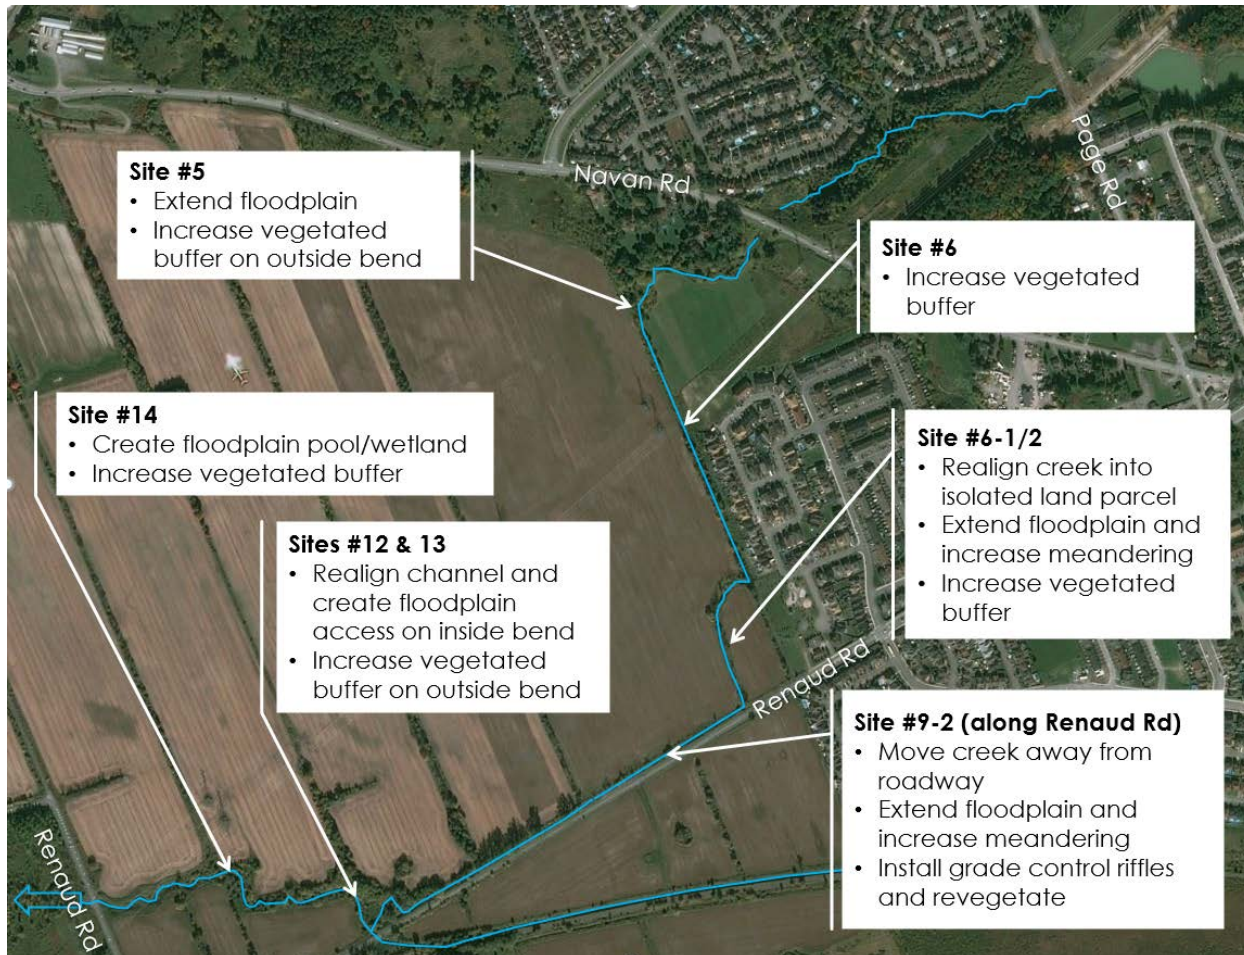 Site #5
• Extend floodplain
• Increase vegetated
buffer on outside bend
Navan Rd
Page Rd
Site #6
• Increase vegetated
buffer
Site #14
• Create floodplain pool/wetland
• Increase vegetated buffer
Site #6-1/2
• Realign creek into
isolated land parcel
• Extend floodplain and
increase meandering
• Increase vegetated
buffer
Sites #12 & 13
• Realign channel and
create floodplain
access on inside bend
• Increase vegetated
buffer on outside bend
Renaud Rd
Site #9-2 (along Renaud Rd)
• Move creek away from
roadway
• Extend floodplain and
increase meandering
• Install grade control riffles
and revegetate
Renaud Rd